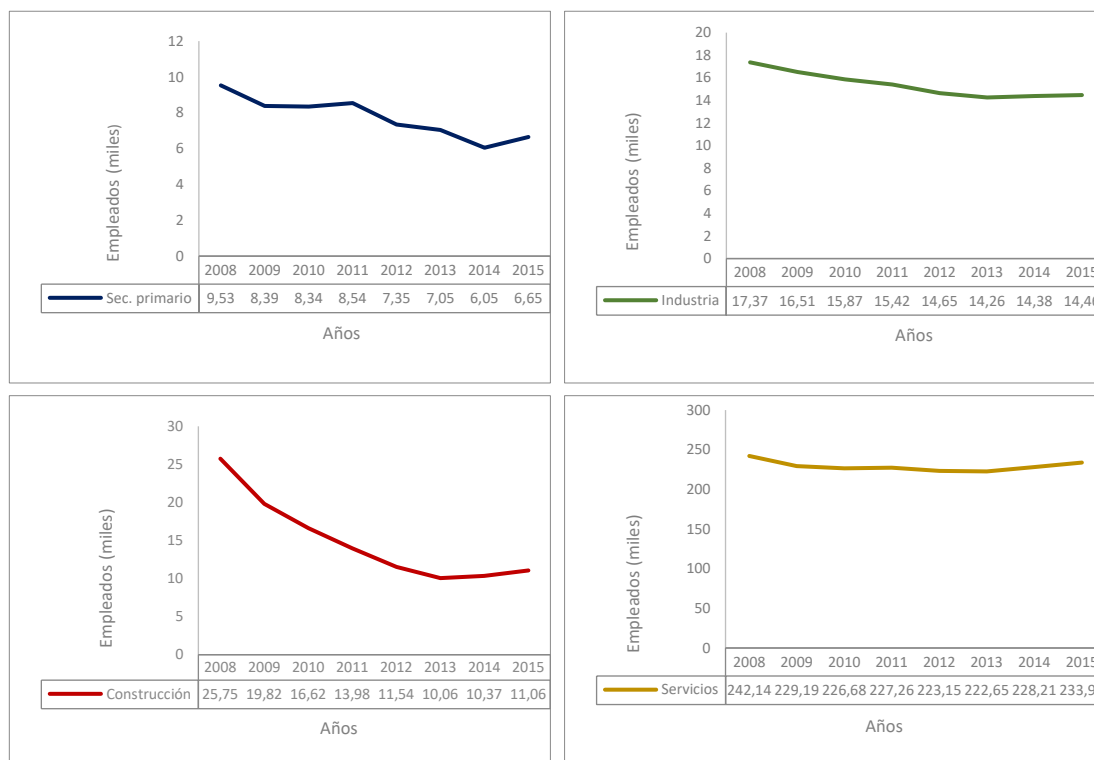 12
10
8
6
4
2
0
Empleados (miles)
2008 2009 2010 2011 2012 2013 2014 2015
Sec. primario 9,53 8,39 8,34 8,54 7,35 7,05 6,05 6,65
Años
20
18
16
14
12
10
8
6
4
2
0
Empleados (miles)
2008 2009 2010 2011 2012 2013 2014 2015
Industria 17,37 16,51 15,87 15,42 14,65 14,26 14,38 14,46
Años
30
25
20
15
10
5
0
Empleados (miles)
2008 2009 2010 2011 2012 2013 2014 2015
Construcción 25,75 19,82 16,62 13,98 11,54 10,06 10,37 11,06
Años
300
250
200
150
100
50
0
Empleados (miles)
2008 2009 2010 2011 2012 2013 2014 2015
Servicios 242,14 229,19 226,68 227,26 223,15 222,65 228,21 233,9
Años